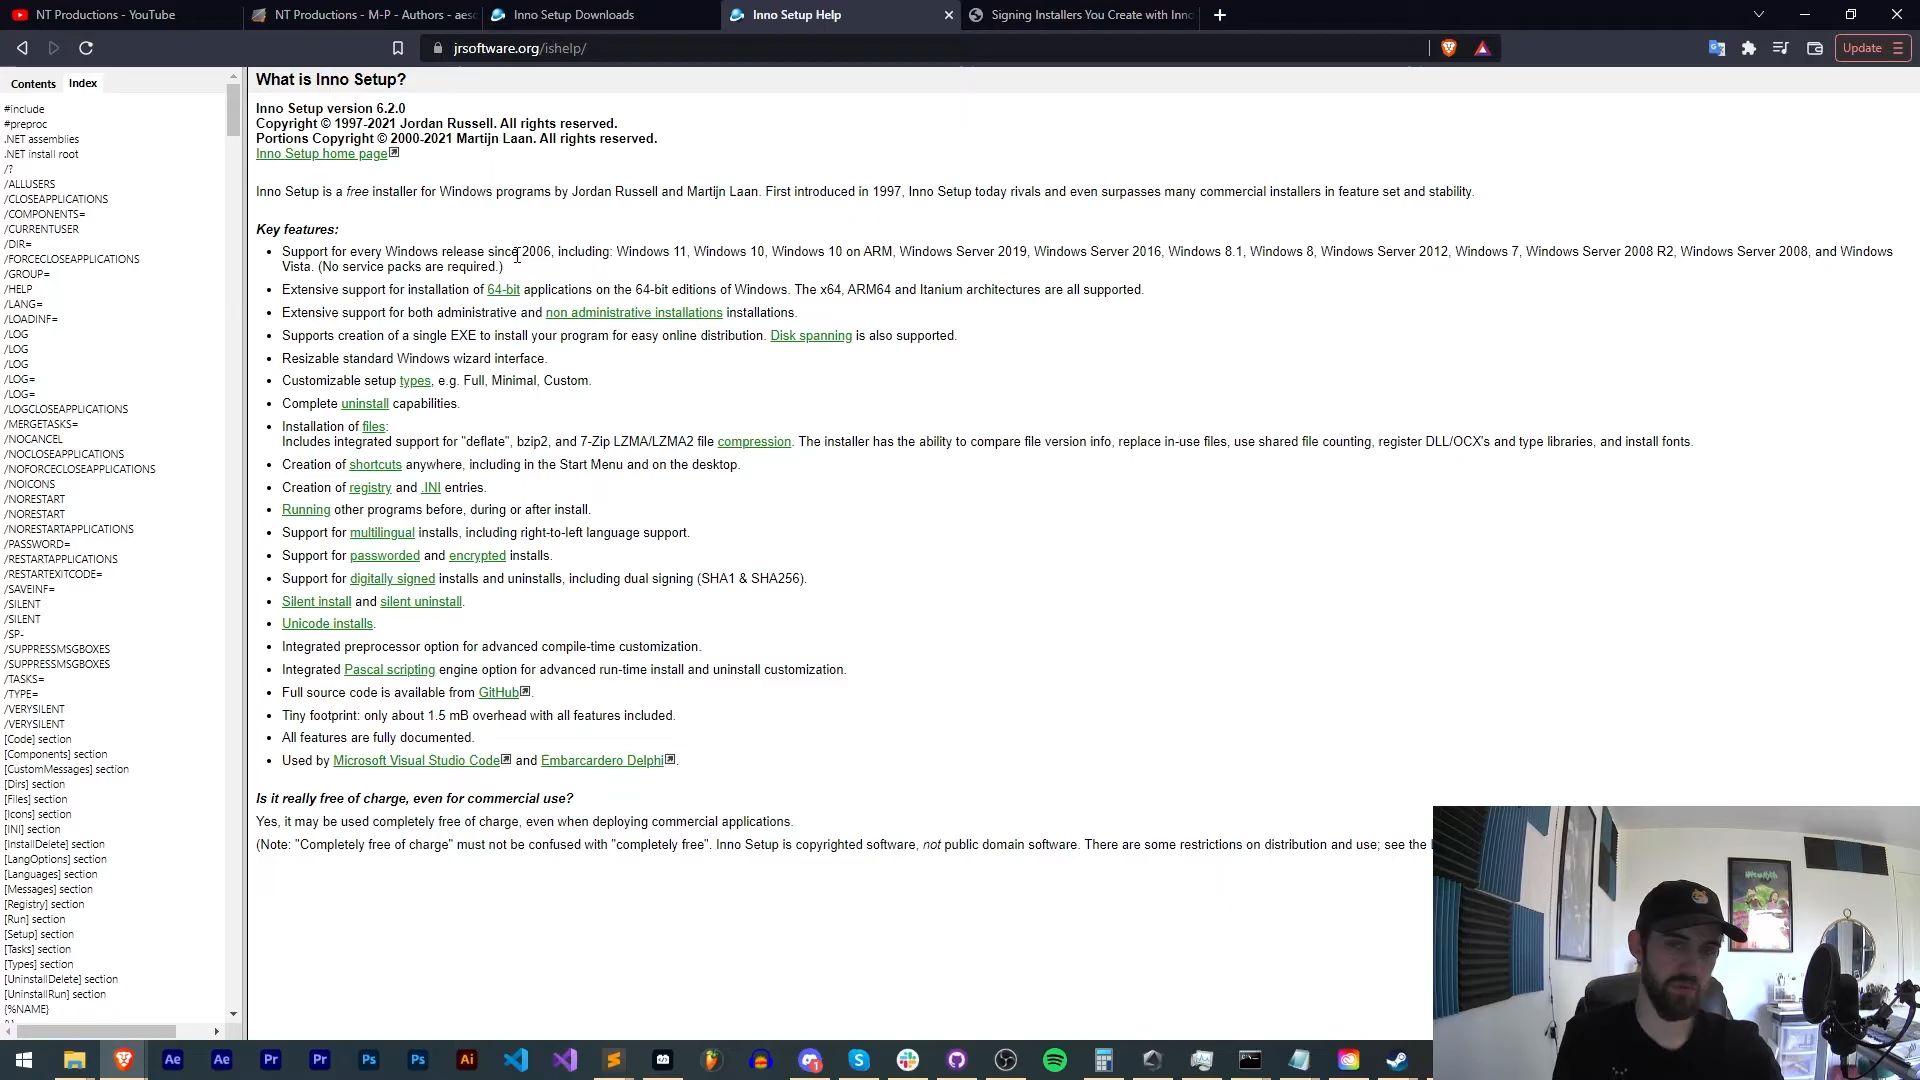 NT Productions - YouTube
NT Productions - M-P - Authors - aesc
Inno Setup Downloads
Inno Setup Help
Signing Installers You Create with Inno
jrsoftware.org/ishelp/
Update
Contents
Index
#include
#preproc
.NET assemblies
.NET install root
/?
/ALLUSERS
/CLOSEAPPLICATIONS
/COMPONENTS=
/CURRENTUSER
/DIR=
/FORCECLOSEAPPLICATIONS
/GROUP=
/HELP
/LANG=
/LOADINF=
/LOG
/LOG
/LOG
/LOG=
/LOG=
/LOGCLOSEAPPLICATIONS
/MERGETASKS=
/NOCANCEL
/NOCLOSEAPPLICATIONS
/NOFORCECLOSEAPPLICATIONS
/NOICONS
/NORESTART
/NORESTART
/NORESTARTAPPLICATIONS
/PASSWORD=
/RESTARTAPPLICATIONS
/RESTARTEXITCODE=
/SAVEINF=
/SILENT
/SILENT
/SP-
/SUPPRESSMSGBOXES
/SUPPRESSMSGBOXES
/TASKS=
/TYPE=
/VERYSILENT
/VERYSILENT
[Code] section
[Components] section
[CustomMessages] section
[Dirs] section
[Files] section
[Icons] section
[INI] section
[InstallDelete] section
[LangOptions] section
[Languages] section
[Messages] section
[Registry] section
[Run] section
[Setup] section
[Tasks] section
[Types] section
[UninstallDelete] section
[UninstallRun] section
{%NAME}
What is Inno Setup?
Inno Setup version 6.2.0
Copyright © 1997-2021 Jordan Russell. All rights reserved.
Portions Copyright © 2000-2021 Martijn Laan. All rights reserved.
Inno Setup home page
Inno Setup is a free installer for Windows programs by Jordan Russell and Martijn Laan. First introduced in 1997, Inno Setup today rivals and even surpasses many commercial installers in feature set and stability.
Key features:
• Support for every Windows release since 2006, including: Windows 11, Windows 10, Windows 10 on ARM, Windows Server 2019, Windows Server 2016, Windows 8.1, Windows 8, Windows Server 2012, Windows 7, Windows Server 2008 R2, Windows Server 2008, and Windows
Vista. (No service packs are required.)
• Extensive support for installation of 64-bit applications on the 64-bit editions of Windows. The x64, ARM64 and Itanium architectures are all supported.
• Extensive support for both administrative and non administrative installations installations.
• Supports creation of a single EXE to install your program for easy online distribution. Disk spanning is also supported.
• Resizable standard Windows wizard interface.
• Customizable setup types, e.g. Full, Minimal, Custom.
• Complete uninstall capabilities.
• Installation of files:
Includes integrated support for "deflate", bzip2, and 7-Zip LZMA/LZMA2 file compression. The installer has the ability to compare file version info, replace in-use files, use shared file counting, register DLL/OCX's and type libraries, and install fonts.
• Creation of shortcuts anywhere, including in the Start Menu and on the desktop.
• Creation of registry and .INI entries.
• Running other programs before, during or after install.
• Support for multilingual installs, including right-to-left language support.
• Support for passworded and encrypted installs.
• Support for digitally signed installs and uninstalls, including dual signing (SHA1 & SHA256).
• Silent install and silent uninstall.
• Unicode installs.
• Integrated preprocessor option for advanced compile-time customization.
• Integrated Pascal scripting engine option for advanced run-time install and uninstall customization.
• Full source code is available from GitHub.
• Tiny footprint: only about 1.5 mB overhead with all features included.
• All features are fully documented.
• Used by Microsoft Visual Studio Code and Embarcadero Delphi.
Is it really free of charge, even for commercial use?
Yes, it may be used completely free of charge, even when deploying commercial applications.
(Note: "Completely free of charge" must not be confused with "completely free". Inno Setup is copyrighted software, not public domain software. There are some restrictions on distribution and use; see the
Ae
Ae
Pr
Pr
Ps
Ps
Ai